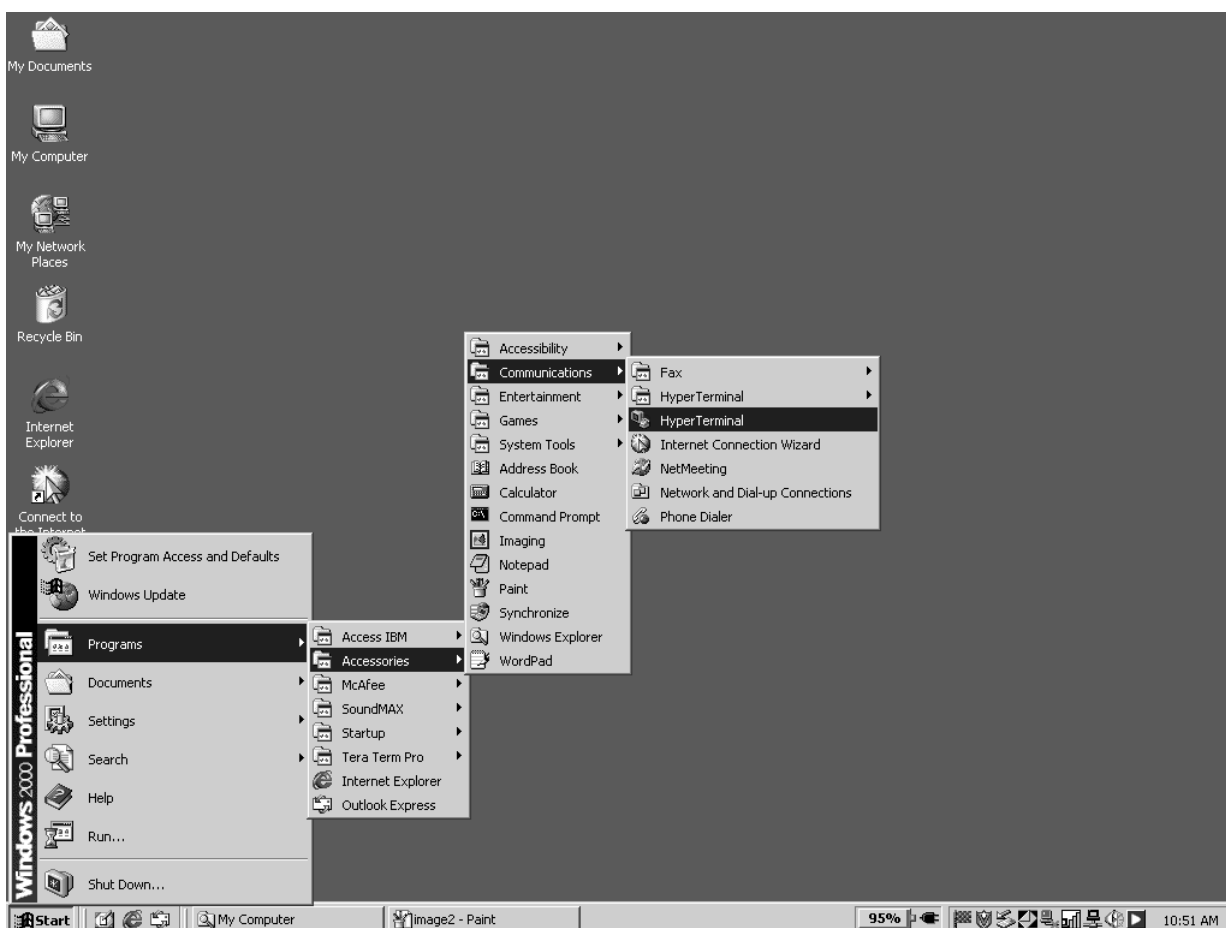 My Documents
My Computer
My Network
Places
Recycle Bin
Internet
Explorer
Connect to
the Internet
Accessibility
Communications
Entertainment
Games
System Tools
Address Book
Calculator
Command Prompt
Imaging
Notepad
Paint
Synchronize
Windows Explorer
WordPad
Fax
HyperTerminal
HyperTerminal
Internet Connection Wizard
NetMeeting
Network and Dial-up Connections
Phone Dialer
Windows 2000 Professional
Set Program Access and Defaults
Windows Update
Programs
Documents
Settings
Search
Help
Run...
Shut Down...
Access IBM
Accessories
McAfee
SoundMAX
Startup
Tera Term Pro
Internet Explorer
Outlook Express
Start
My Computer
image2 - Paint
95%
10:51 AM